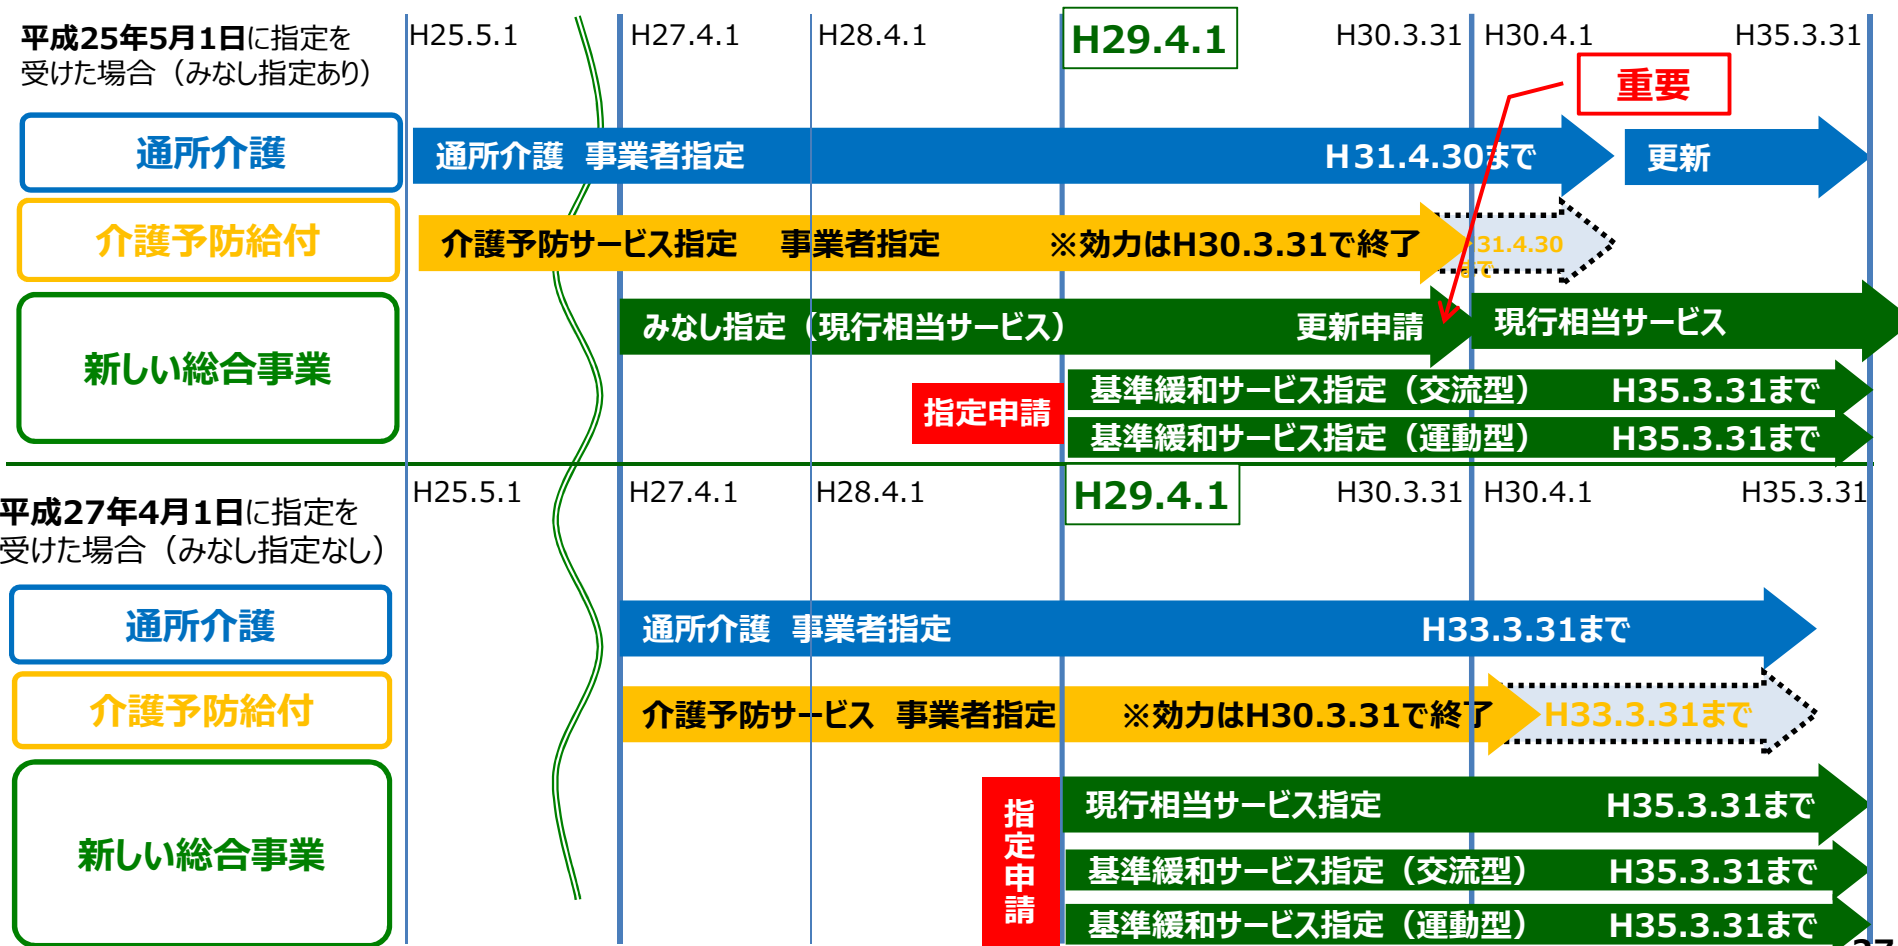 平成25年5月1日に指定を
受けた場合（みなし指定あり）
H25.5.1
H27.4.1
H28.4.1
H29.4.1
H30.3.31
H30.4.1
H35.3.31
重要
通所介護
通所介護 事業者指定
H31.4.30まで
更新
介護予防給付
介護予防サービス指定 事業者指定 ※効力はH30.3.31で終了
31.4.30
まで
新しい総合事業
みなし指定（現行相当サービス）
更新申請
現行相当サービス
指定申請
基準緩和サービス指定（交流型） H35.3.31まで
基準緩和サービス指定（運動型） H35.3.31まで
平成27年4月1日に指定を
受けた場合（みなし指定なし）
H25.5.1
H27.4.1
H28.4.1
H29.4.1
H30.3.31
H30.4.1
H35.3.31
通所介護
通所介護 事業者指定
H33.3.31まで
介護予防給付
介護予防サービス 事業者指定 ※効力はH30.3.31で終了
H33.3.31まで
新しい総合事業
指定申請
現行相当サービス指定 H35.3.31まで
基準緩和サービス指定（交流型） H35.3.31まで
基準緩和サービス指定（運動型） H35.3.31まで